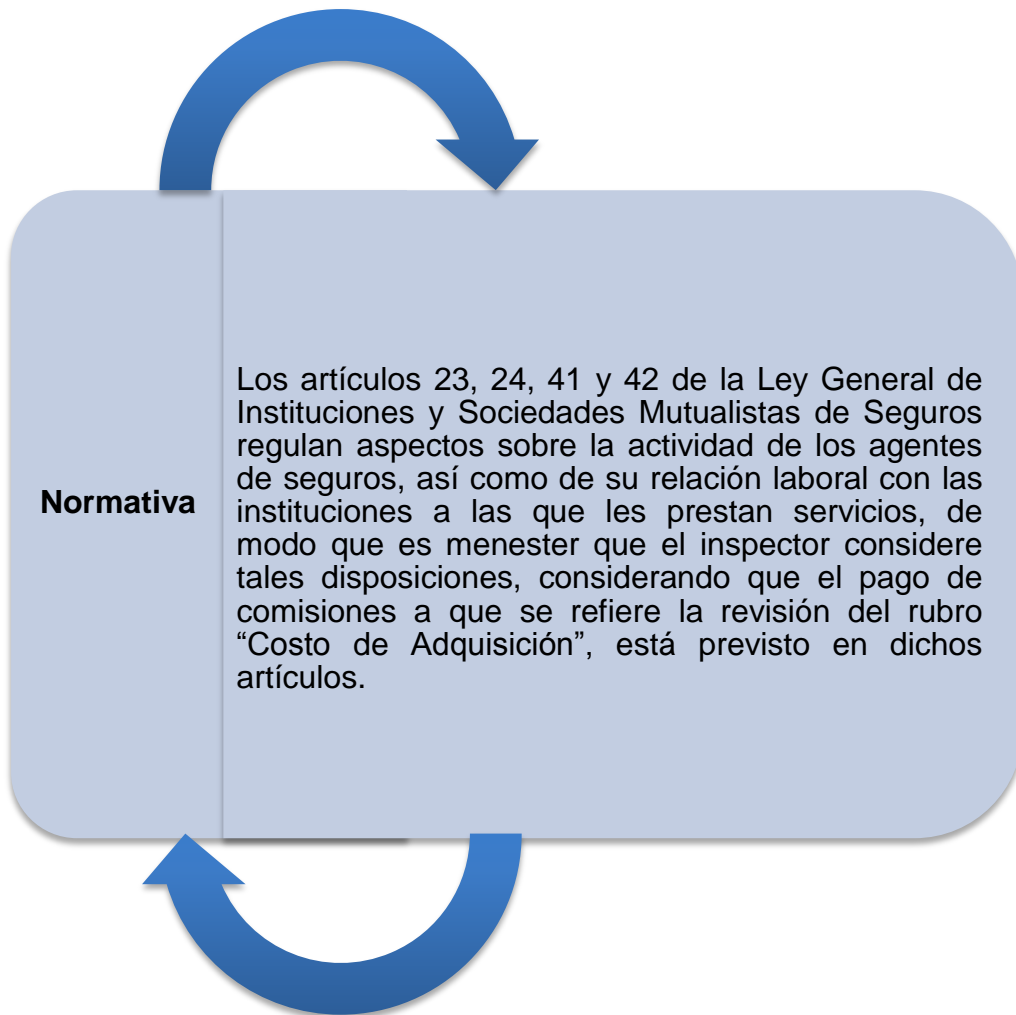 Normativa
Los artículos 23, 24, 41 y 42 de la Ley General de
Instituciones y Sociedades Mutualistas de Seguros
regulan aspectos sobre la actividad de los agentes
de seguros, así como de su relación laboral con las
instituciones a las que les prestan servicios, de
modo que es menester que el inspector considere
tales disposiciones, considerando que el pago de
comisiones a que se refiere la revisión del rubro
“Costo de Adquisición”, está previsto en dichos
artículos.